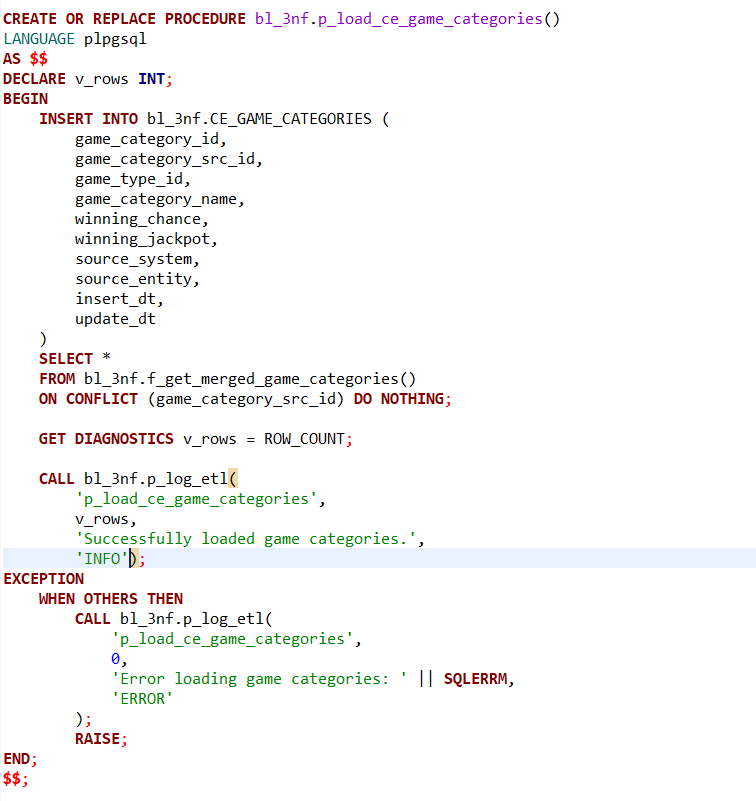 CREATE OR REPLACE PROCEDURE bl_3nf.p_load_ce_game_categories()
LANGUAGE plpgsql
AS $$
DECLARE v_rows INT;
BEGIN
    INSERT INTO bl_3nf.CE_GAME_CATEGORIES (
        game_category_id,
        game_category_src_id,
        game_type_id,
        game_category_name,
        winning_chance,
        winning_jackpot,
        source_system,
        source_entity,
        insert_dt,
        update_dt
    )
    SELECT *
    FROM bl_3nf.f_get_merged_game_categories()
    ON CONFLICT (game_category_src_id) DO NOTHING;
    GET DIAGNOSTICS v_rows = ROW_COUNT;
    CALL bl_3nf.p_log_etl(
        'p_load_ce_game_categories',
        v_rows,
        'Successfully loaded game categories.',
        'INFO');
EXCEPTION
    WHEN OTHERS THEN
        CALL bl_3nf.p_log_etl(
            'p_load_ce_game_categories',
            0,
            'Error loading game categories: ' || SQLERRM,
            'ERROR'
        );
        RAISE;
END;
$$;